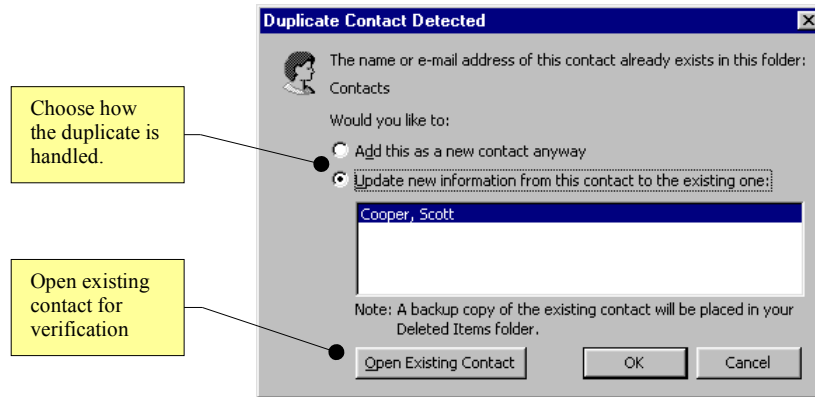 Duplicate Contact Detected
The name or e-mail address of this contact already exists in this folder:
Contacts
Would you like to:
Add this as a new contact anyway
Update new information from this contact to the existing one:
Cooper, Scott
Note: A backup copy of the existing contact will be placed in your
Deleted Items folder.
Open Existing Contact
OK
Cancel
Choose how
the duplicate is
handled.
Open existing
contact for
verification